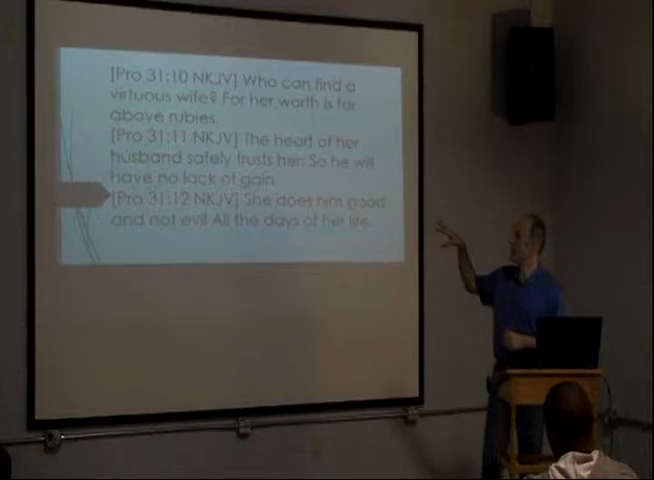 [Pro 31:10 NKJV] Who can find a
virtuous wife? For her worth is far
above rubies.
[Pro 31:11 NKJV] The heart of her
husband safely trusts her; So he will
have no lack of gain.
[Pro 31:12 NKJV] She does him good
and not evil All the days of her life.